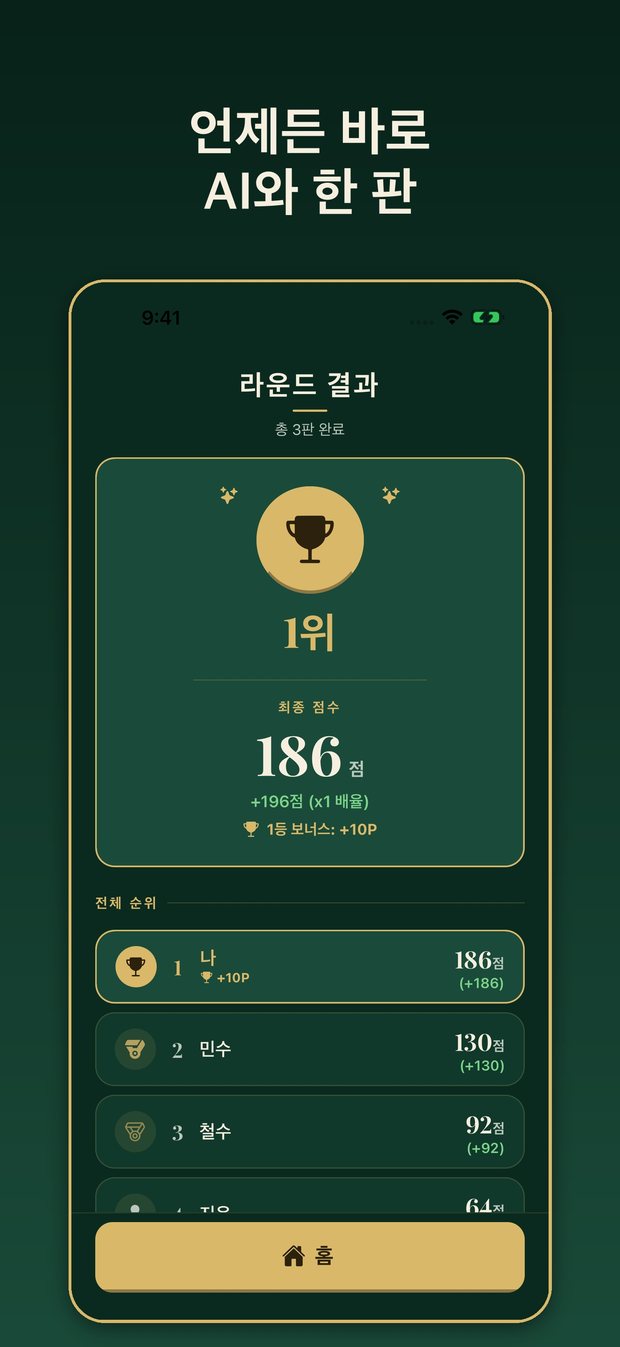 언제든 바로
AI와 한 판
9:41
라운드 결과
총 3판 완료
1위
최종 점수
186 점
+196점 (x1 배율)
1등 보너스: +10P
전체 순위
1 나 186점
+10P (+186)
2 민수 130점
(+130)
3 철수 92점
(+92)
64점
홈